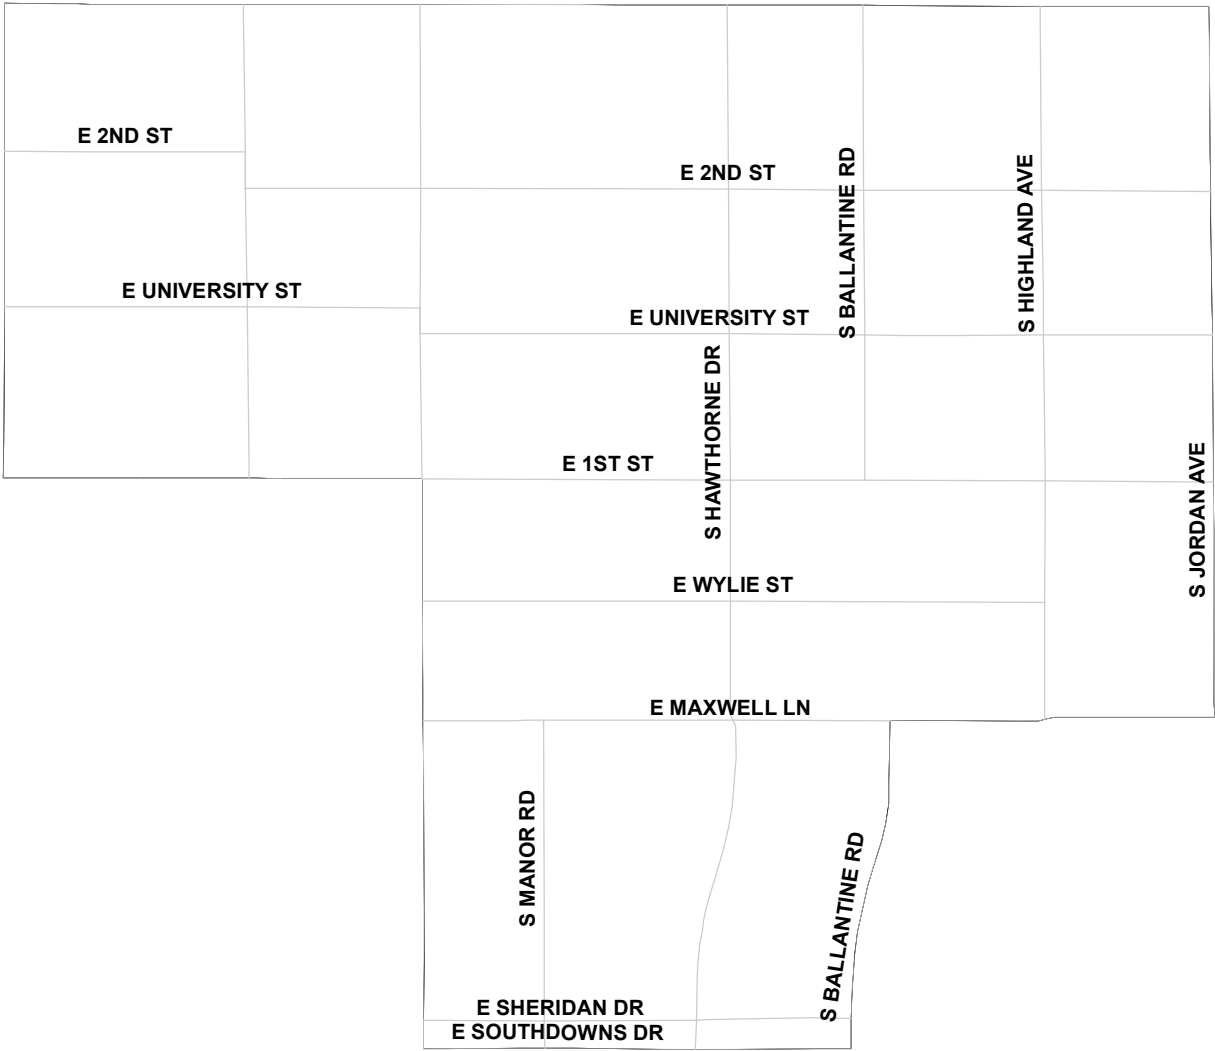 E 2ND ST
E 2ND ST
S BALLANTINE RD
S HIGHLAND AVE
E UNIVERSITY ST
E UNIVERSITY ST
S HAWTHORNE DR
E 1ST ST
S JORDAN AVE
E WYLIE ST
E MAXWELL LN
S MANOR RD
S BALLANTINE RD
E SHERIDAN DR
E SOUTHDOWNS DR